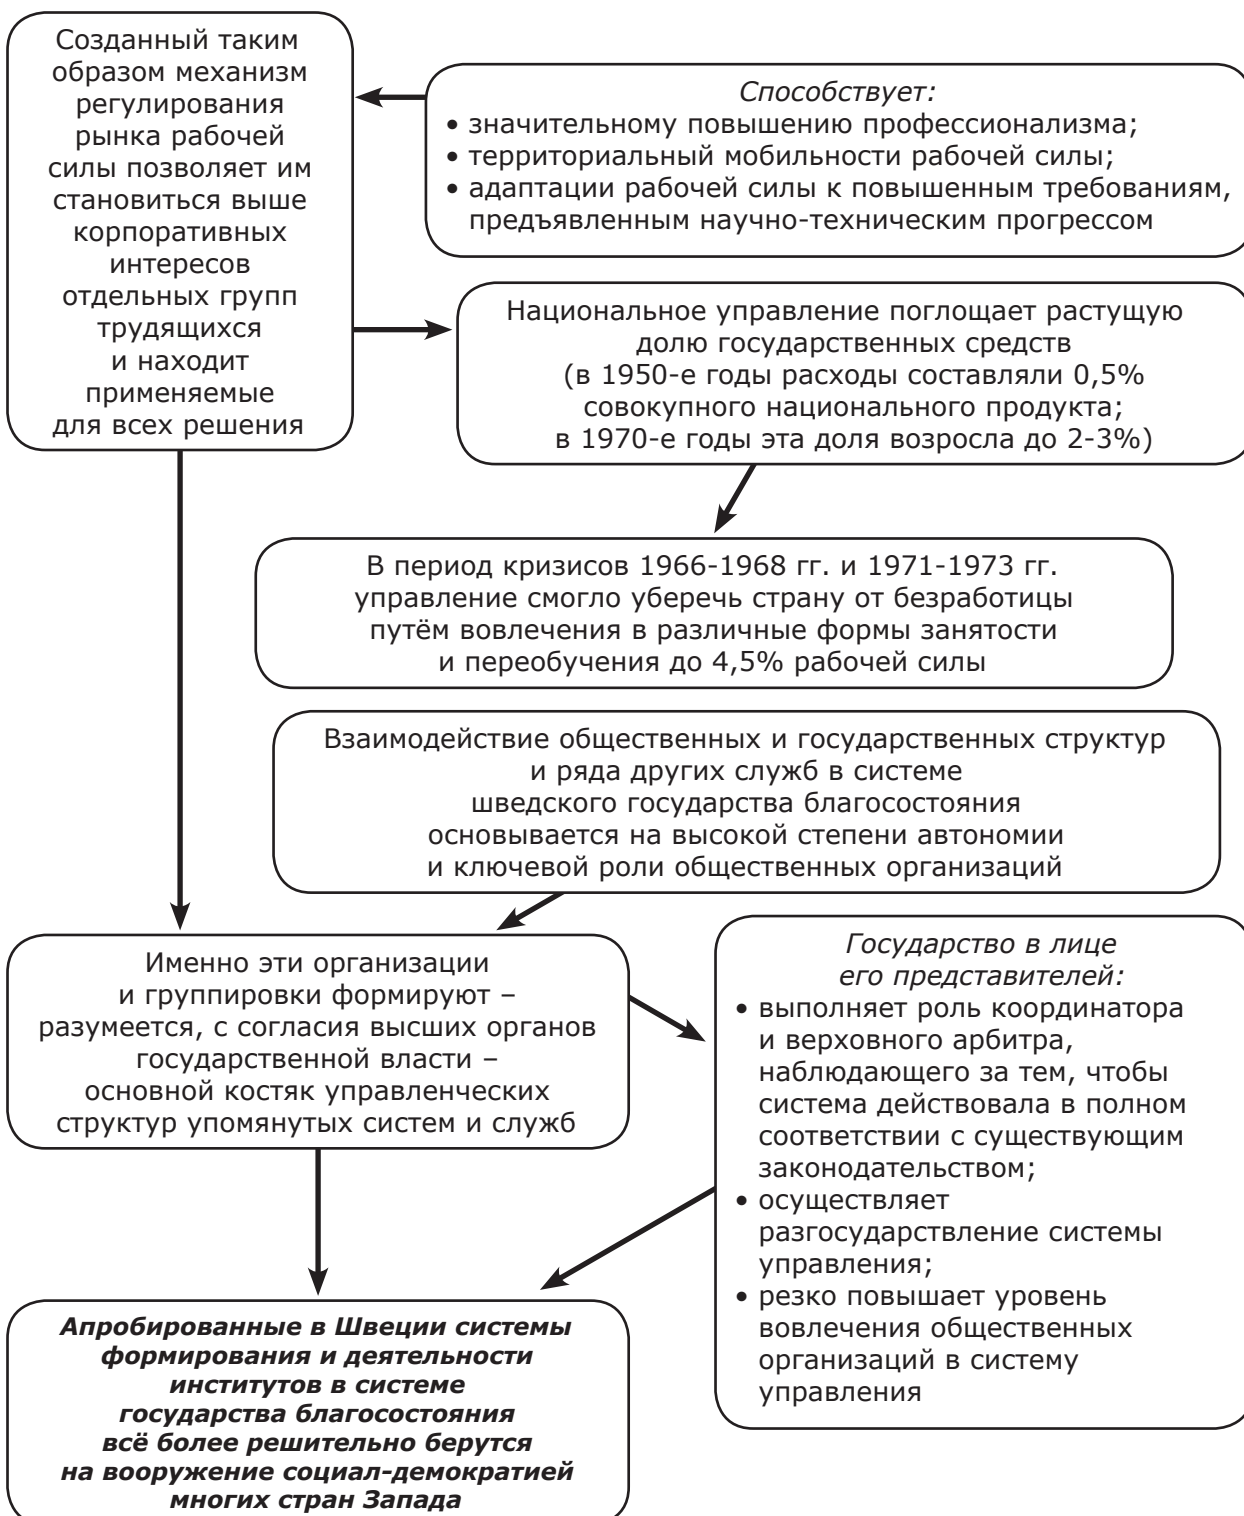 Созданный таким
образом механизм
регулирования
рынка рабочей
силы позволяет им
становиться выше
корпоративных
интересов
отдельных групп
трудящихся
и находит
применяемые
для всех решения
Способствует:
• значительному повышению профессионализма;
• территориальный мобильности рабочей силы;
• адаптации рабочей силы к повышенным требованиям,
предъявленным научно-техническим прогрессом
Национальное управление поглощает растущую
долю государственных средств
(в 1950-е годы расходы составляли 0,5%
совокупного национального продукта;
в 1970-е годы эта доля возросла до 2-3%)
В период кризисов 1966-1968 гг. и 1971-1973 гг.
управление смогло уберечь страну от безработицы
путём вовлечения в различные формы занятости
и переобучения до 4,5% рабочей силы
Взаимодействие общественных и государственных структур
и ряда других служб в системе
шведского государства благосостояния
основывается на высокой степени автономии
и ключевой роли общественных организаций
Именно эти организации
и группировки формируют –
разумеется, с согласия высших органов
государственной власти –
основной костяк управленческих
структур упомянутых систем и служб
Государство в лице
его представителей:
• выполняет роль координатора
и верховного арбитра,
наблюдающего за тем, чтобы
система действовала в полном
соответствии с существующим
законодательством;
• осуществляет
разгосударствление системы
управления;
• резко повышает уровень
вовлечения общественных
организаций в систему
управления
Апробированные в Швеции системы
формирования и деятельности
институтов в системе
государства благосостояния
всё более решительно берутся
на вооружение социал-демократией
многих стран Запада